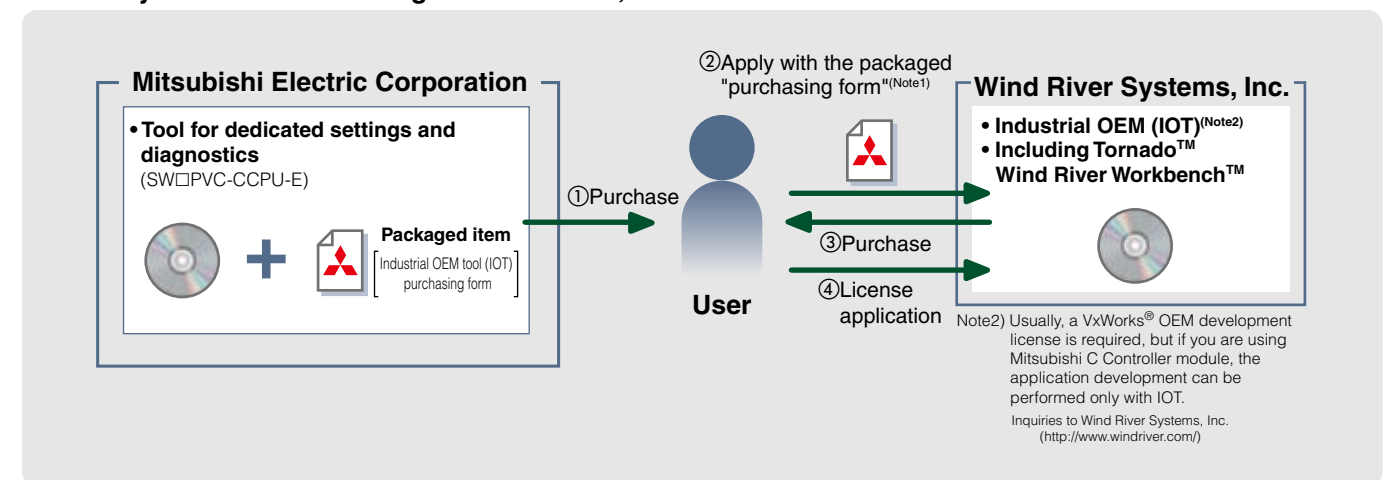 Mitsubishi Electric Corporation
• Tool for dedicated settings and
diagnostics
(SW□PVC-CCPU-E)
Packaged item
Industrial OEM tool (IOT)
purchasing form
①Purchase
②Apply with the packaged
"purchasing form"(Note1)
User
③Purchase
④License
application
Wind River Systems, Inc.
• Industrial OEM (IOT)(Note2)
• Including Tornado™
Wind River Workbench™
Note2) Usually, a VxWorks® OEM development
license is required, but if you are using
Mitsubishi C Controller module, the
application development can be
performed only with IOT.
Inquiries to Wind River Systems, Inc.
(http://www.windriver.com/)